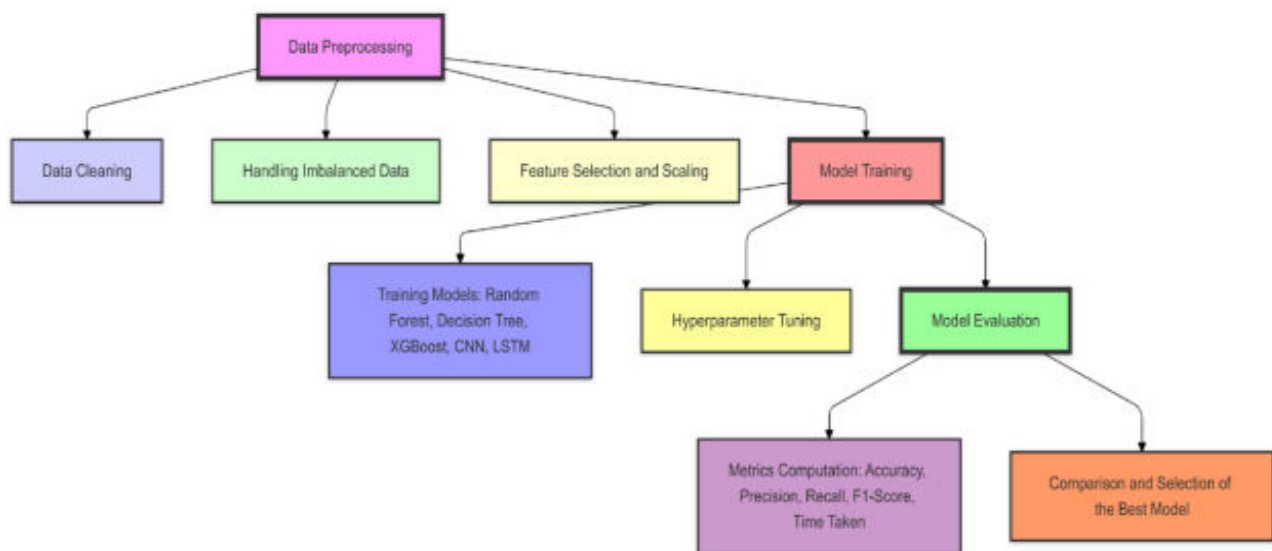 Data Preprocessing
Data Cleaning
Handling Imbalanced Data
Feature Selection and Scaling
Model Training
Training Models: Random
Forest, Decision Tree,
XGBoost, CNN, LSTM
Hyperparameter Tuning
Model Evaluation
Metrics Computation: Accuracy,
Precision, Recall, F1-Score,
Time Taken
Comparison and Selection of
the Best Model